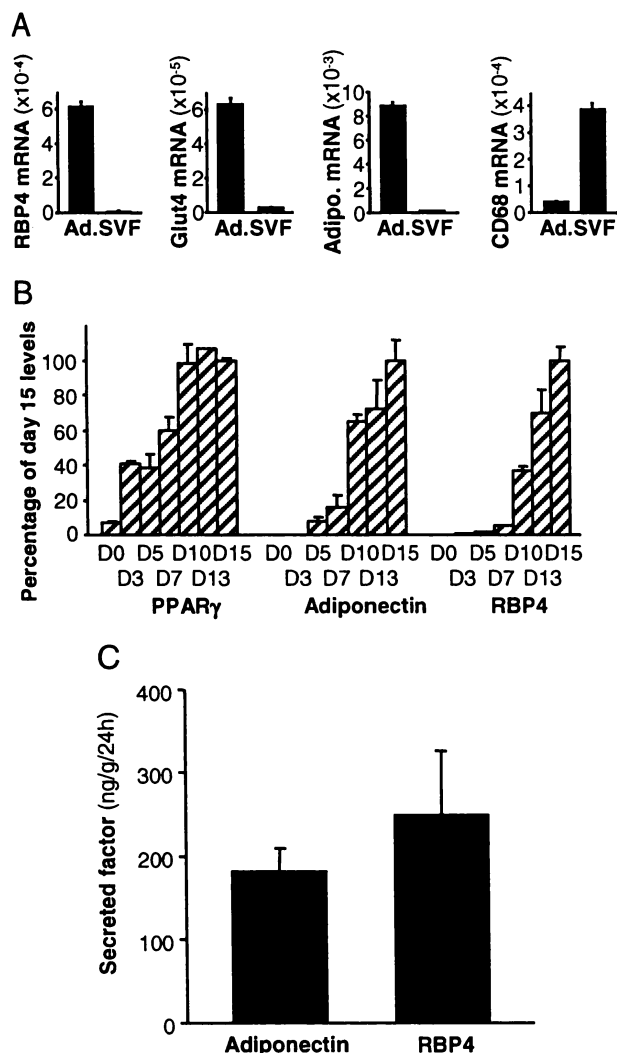 A
RBP4 mRNA (x10-4)
6
4
2
0
Ad.SVF
Glut4 mRNA (x10-5)
6
4
2
0
Ad.SVF
Adipo. mRNA (x10-3)
10
8
6
4
2
0
Ad.SVF
CD68 mRNA (x10-4)
4
3
2
1
0
Ad.SVF
B
Percentage of day 15 levels
100
80
60
40
20
0
D0 D5 D10 D15 D0 D5 D10 D15 D0 D5 D10 D15
D3 D7 D13 D3 D7 D13 D3 D7 D13
PPARγ Adiponectin RBP4
C
Secreted factor (ng/g/24h)
400
300
200
100
0
Adiponectin RBP4